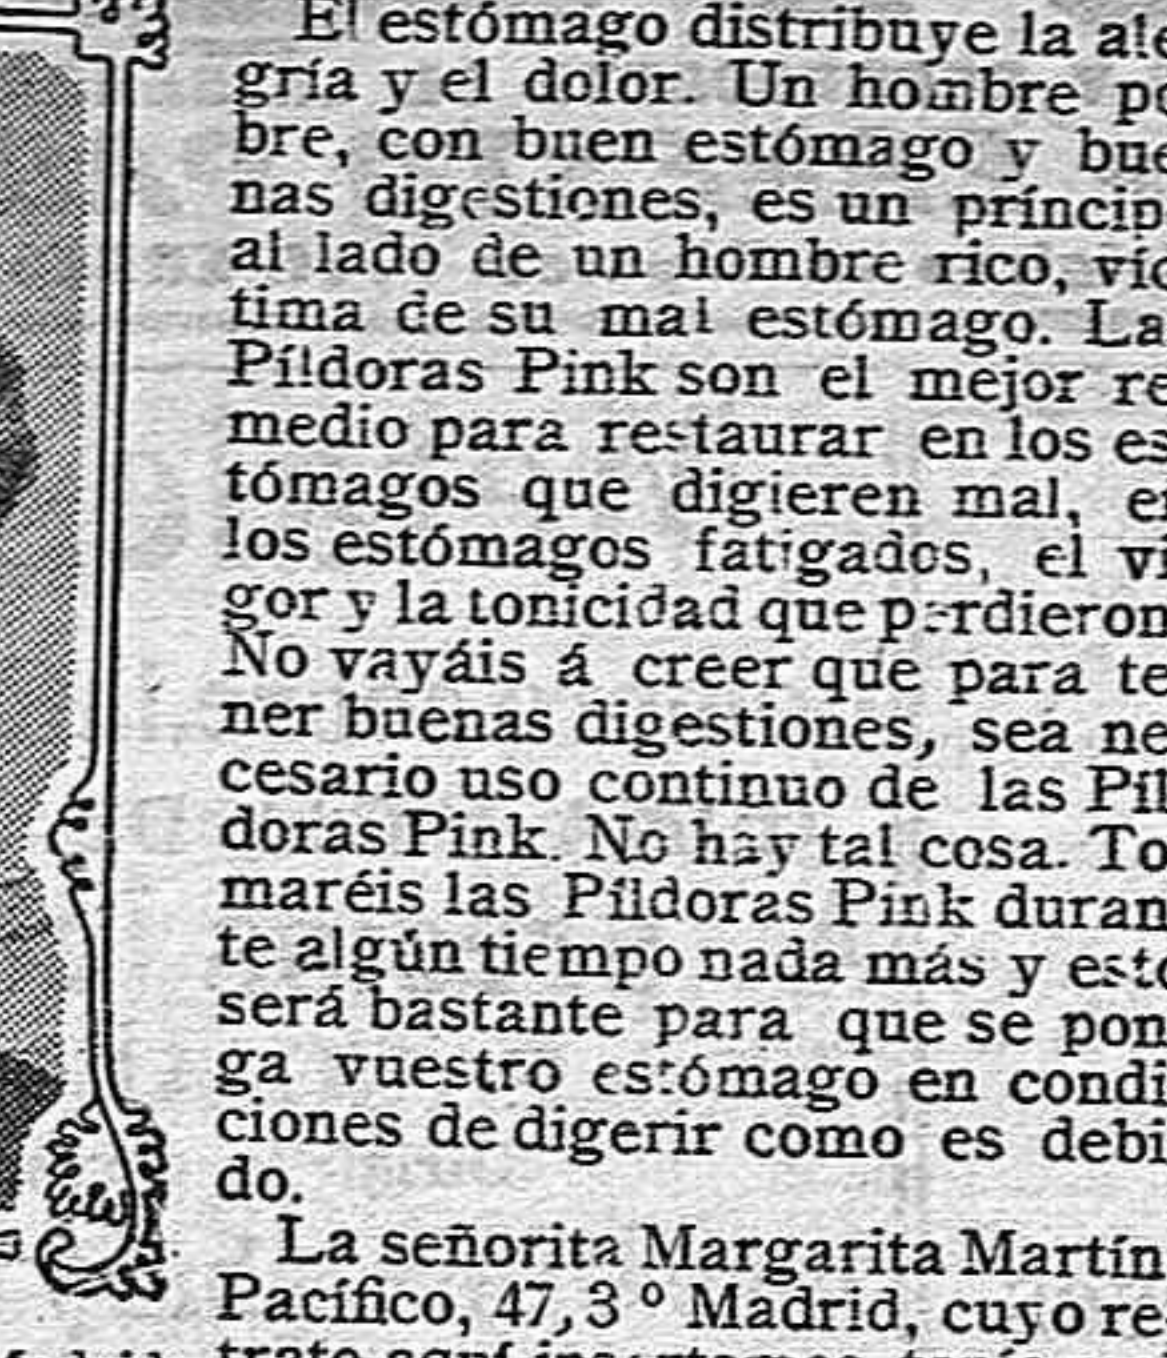 El estómago distribuye la ale
gría y el dolor. Un hombre po
bre, con buen estómago y bue
nas digestiones, es un príncip
al lado de un hombre rico, víc
tima de su mal estómago. La
Píldoras Pink son el mejor re
medio para restaurar en los es
tómagos que digieren mal, en
los estómagos fatigados, el vi
gor y la tonicidad que perdieron
No vayáis á creer que para te
ner buenas digestiones, sea ne
cesario uso continuo de las Píl
doras Pink. No hay tal cosa. To
maréis las Píldoras Pink duran
te algún tiempo nada más y esto
será bastante para que se pon
ga vuestro estómago en condi
ciones de digerir como es debi
do.
La señorita Margarita Martín
Pacífico, 47, 3º Madrid, cuyo re
trato aquí insertamos